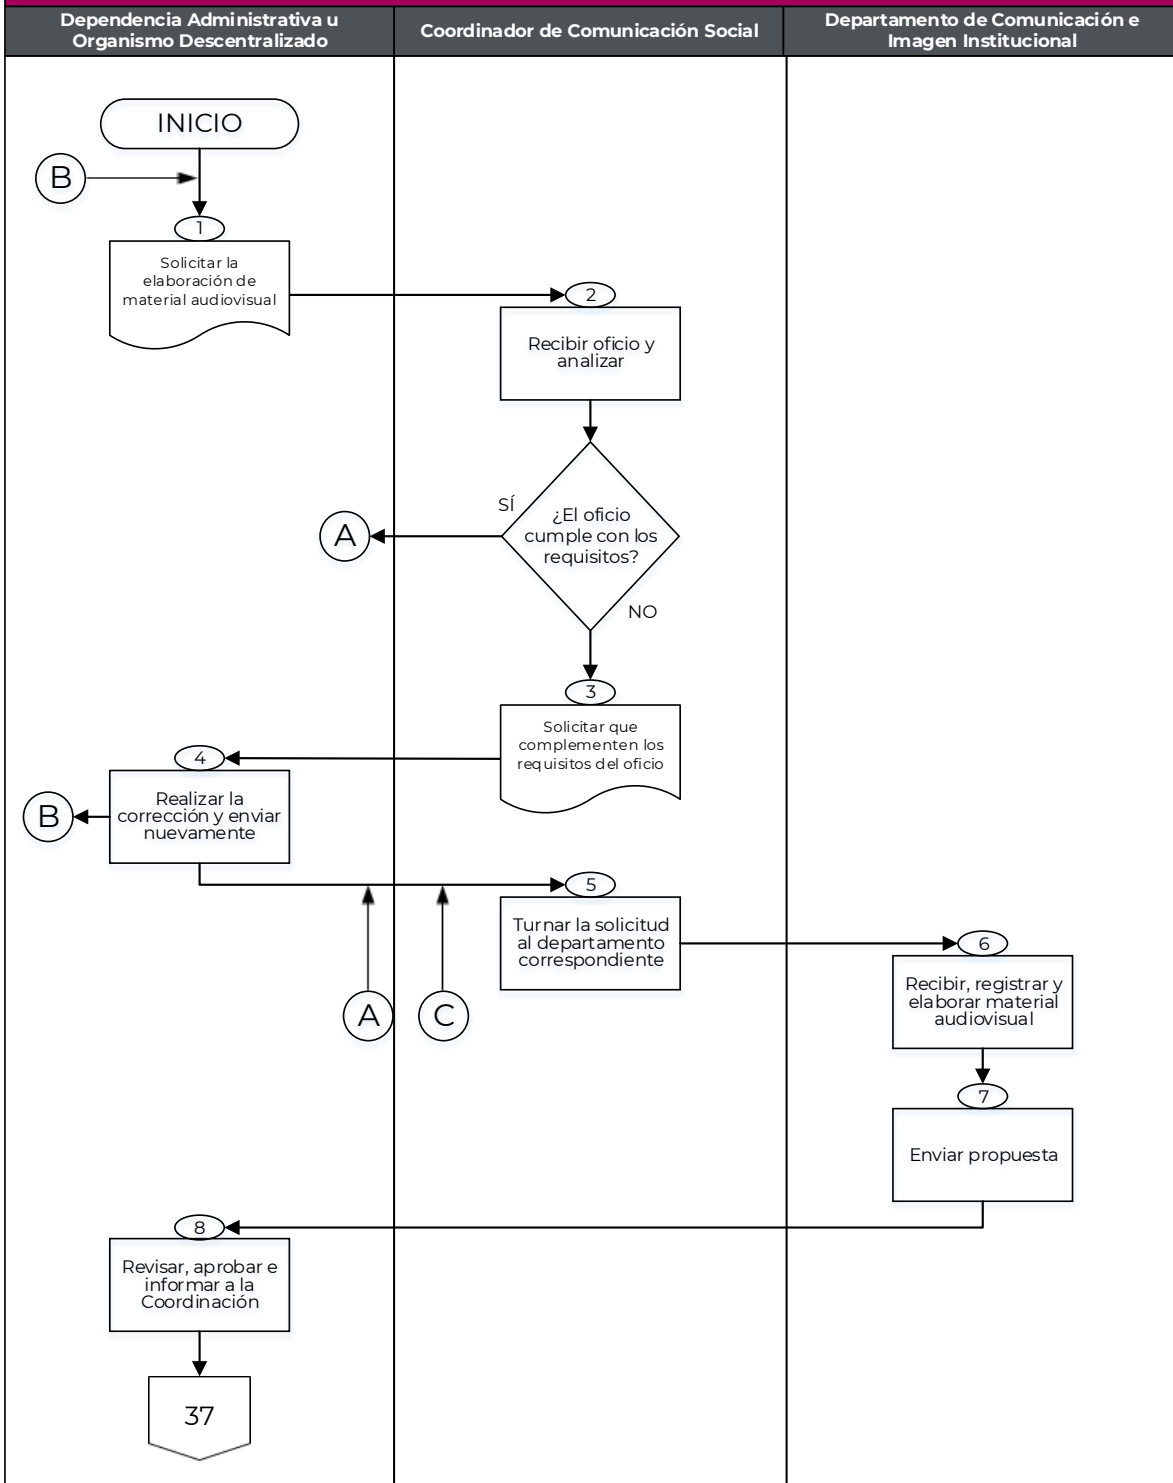 Dependencia Administrativa u
Organismo Descentralizado
Coordinador de Comunicación Social
Departamento de Comunicación e
Imagen Institucional
INICIO
B
1
Solicitar la
elaboración de
material audiovisual
2
Recibir oficio y
analizar
SÍ
¿El oficio
cumple con los
requisitos?
A
NO
3
Solicitar que
complementen los
requisitos del oficio
4
Realizar la
corrección y enviar
nuevamente
B
5
Turnar la solicitud
al departamento
correspondiente
A
C
6
Recibir, registrar y
elaborar material
audiovisual
7
Enviar propuesta
8
Revisar, aprobar e
informar a la
Coordinación
37